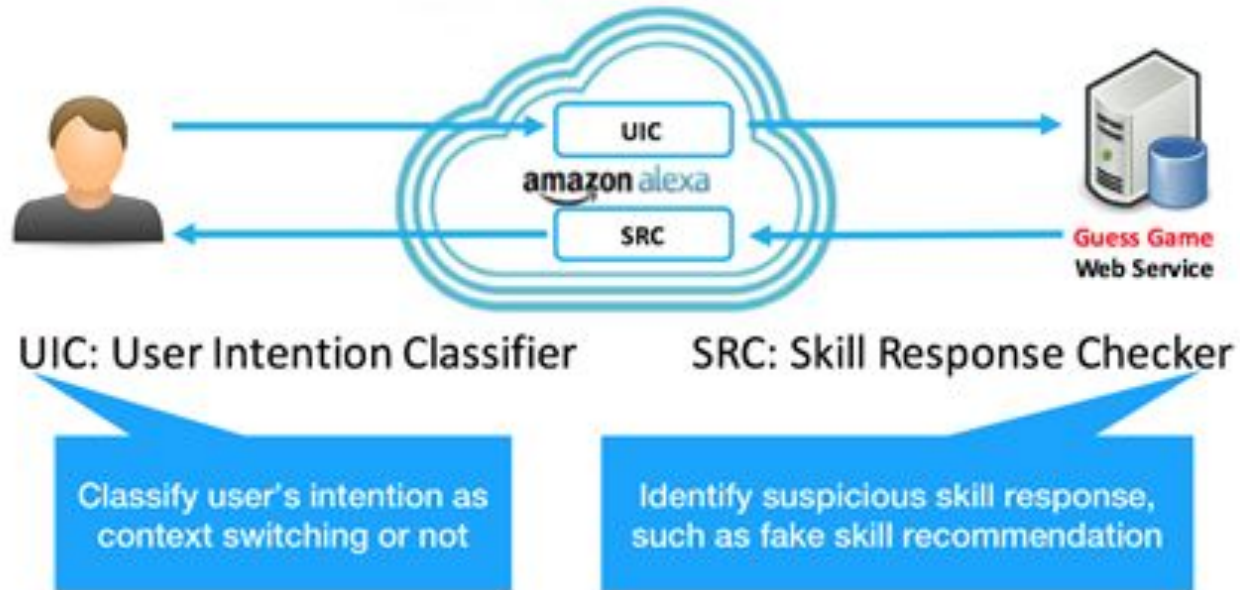 UIC
amazon alexa
SRC
Guess Game
Web Service
UIC: User Intention Classifier
SRC: Skill Response Checker
Classify user's intention as
context switching or not
Identify suspicious skill response,
such as fake skill recommendation